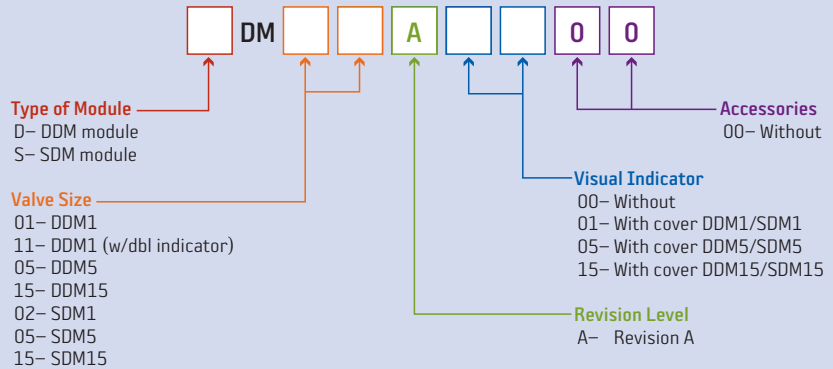 DM A 0 0
Type of Module
D– DDM module
S– SDM module
Valve Size
01– DDM1
11– DDM1 (w/dbl indicator)
05– DDM5
15– DDM15
02– SDM1
05– SDM5
15– SDM15
Accessories
00– Without
Visual Indicator
00– Without
01– With cover DDM1/SDM1
05– With cover DDM5/SDM5
15– With cover DDM15/SDM15
Revision Level
A– Revision A